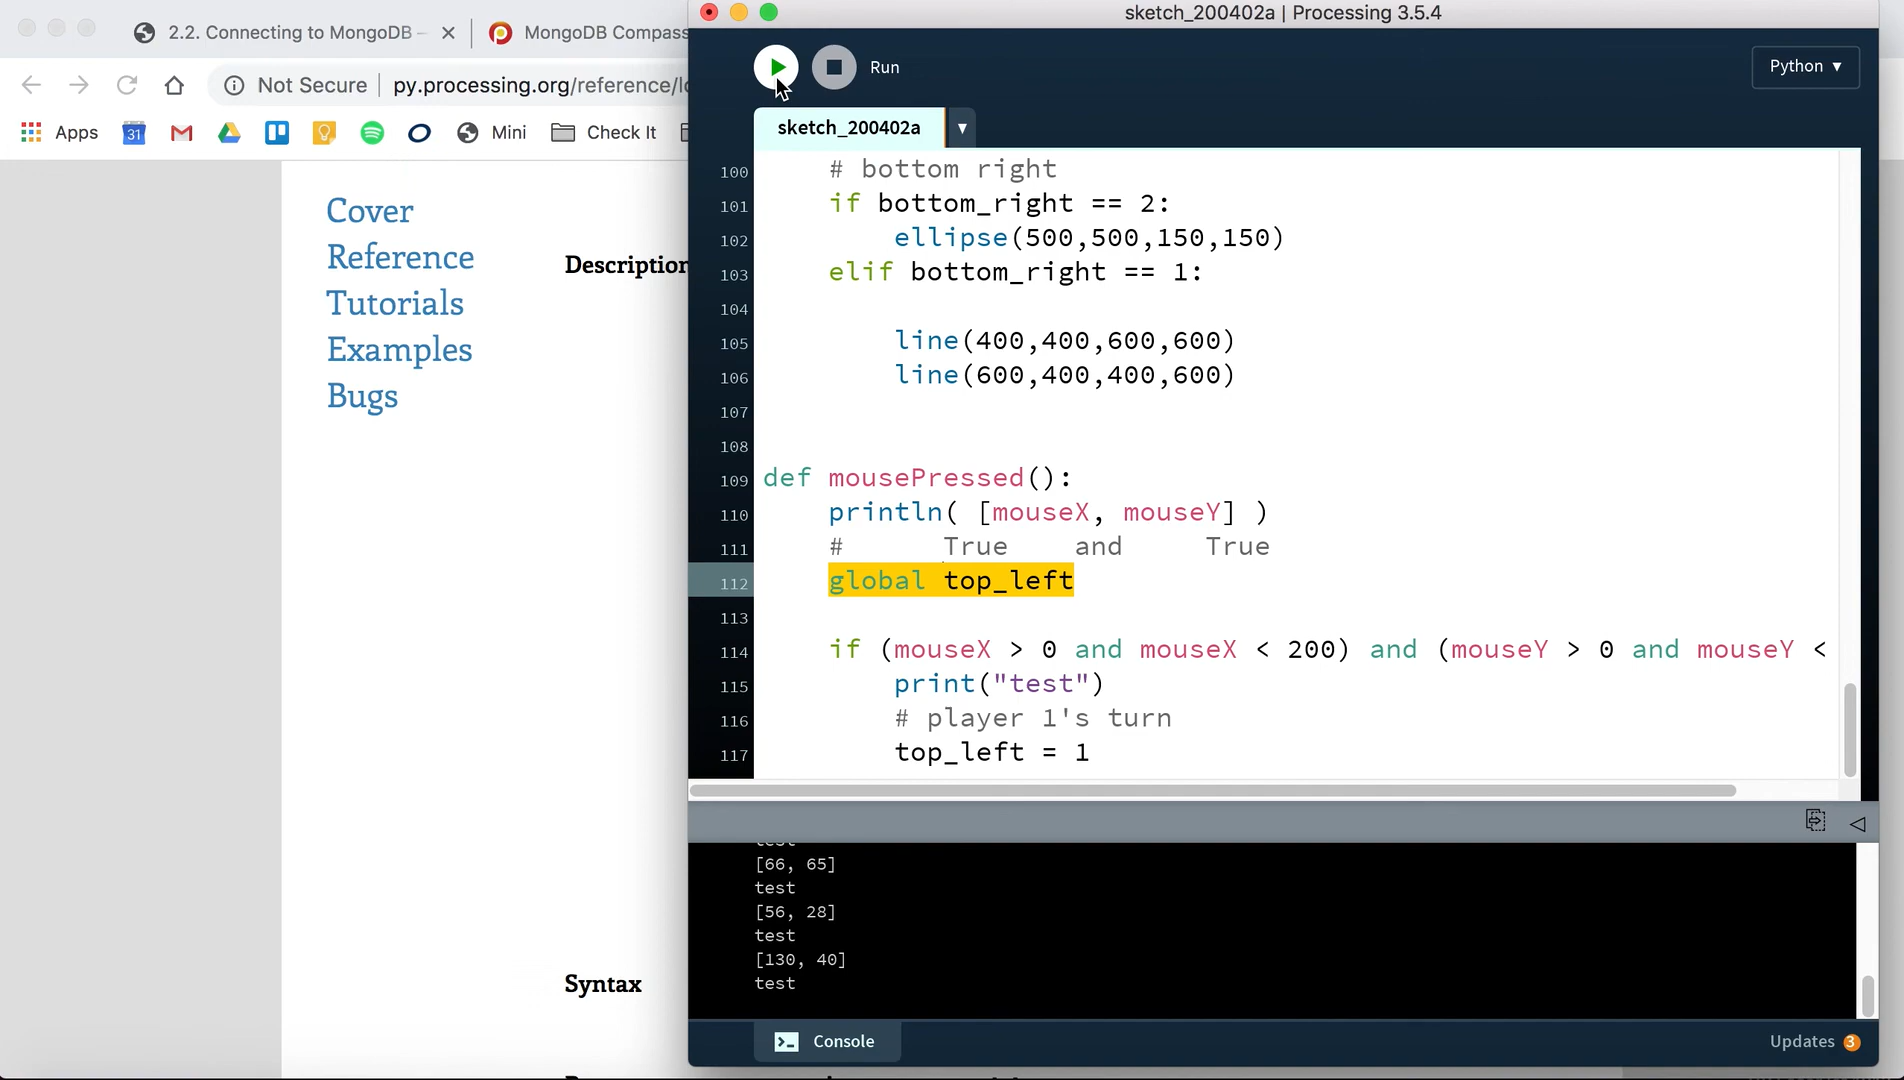 2.2. Connecting to MongoDB –
MongoDB Compass
Not Secure
py.processing.org/reference/lo
Apps
31
Mini
Check It
Cover
Reference
Tutorials
Examples
Bugs
Description
Syntax
sketch_200402a | Processing 3.5.4
Run
Python ▼
sketch_200402a ▼
100 # bottom right
101 if bottom_right == 2:
102 ellipse(500,500,150,150)
103 elif bottom_right == 1:
104
105 line(400,400,600,600)
106 line(600,400,400,600)
107
108
109 def mousePressed():
110 println( [mouseX, mouseY] )
111 # True and True
112 global top_left
113
114 if (mouseX > 0 and mouseX < 200) and (mouseY > 0 and mouseY <
115 print("test")
116 # player 1's turn
117 top_left = 1
test
[66, 65]
test
[56, 28]
test
[130, 40]
test
>_ Console
Updates 3